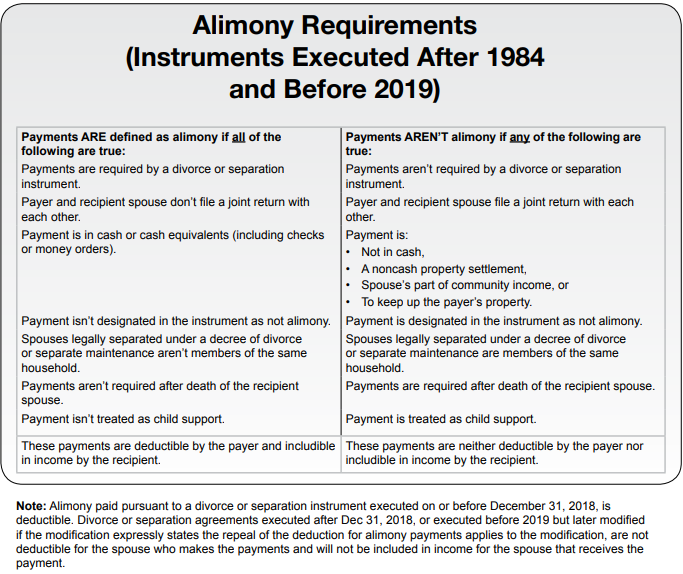 Alimony Requirements
(Instruments Executed After 1984
and Before 2019)
Payments ARE defined as alimony if all of the
following are true:
Payments AREN'T alimony if any of the following are
true:
Payments are required by a divorce or separation
instrument.
Payments aren't required by a divorce or separation
instrument.
Payer and recipient spouse don't file a joint return with
each other.
Payer and recipient spouse file a joint return with each
other.
Payment is in cash or cash equivalents (including checks
or money orders).
Payment is:
• Not in cash,
• A noncash property settlement,
• Spouse's part of community income, or
• To keep up the payer's property.
Payment isn't designated in the instrument as not alimony.
Payment is designated in the instrument as not alimony.
Spouses legally separated under a decree of divorce
or separate maintenance aren't members of the same
household.
Spouses legally separated under a decree of divorce
or separate maintenance are members of the same
household.
Payments aren't required after death of the recipient
spouse.
Payments are required after death of the recipient spouse.
Payment isn't treated as child support.
Payment is treated as child support.
These payments are deductible by the payer and includible
in income by the recipient.
These payments are neither deductible by the payer nor
includible in income by the recipient.
Note: Alimony paid pursuant to a divorce or separation instrument executed on or before December 31, 2018, is
deductible. Divorce or separation agreements executed after Dec 31, 2018, or executed before 2019 but later modified
if the modification expressly states the repeal of the deduction for alimony payments applies to the modification, are not
deductible for the spouse who makes the payments and will not be included in income for the spouse that receives the
payment.